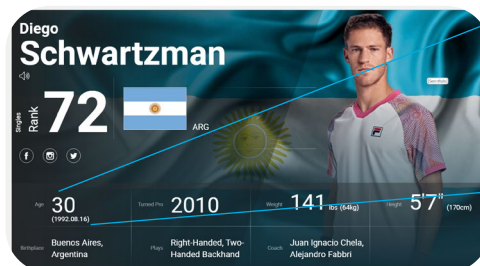 Diego
Schwartzman
Singles
Rank
72
ARG
FILA
Age
30
(1992.08.16)
Turned Pro
2010
Weight
141 lbs (64kg)
Height
5'7" (170cm)
Birthplace
Buenos Aires,
Argentina
Plays
Right-Handed, Two-
Handed Backhand
Coach
Juan Ignacio Chela,
Alejandro Fabbri